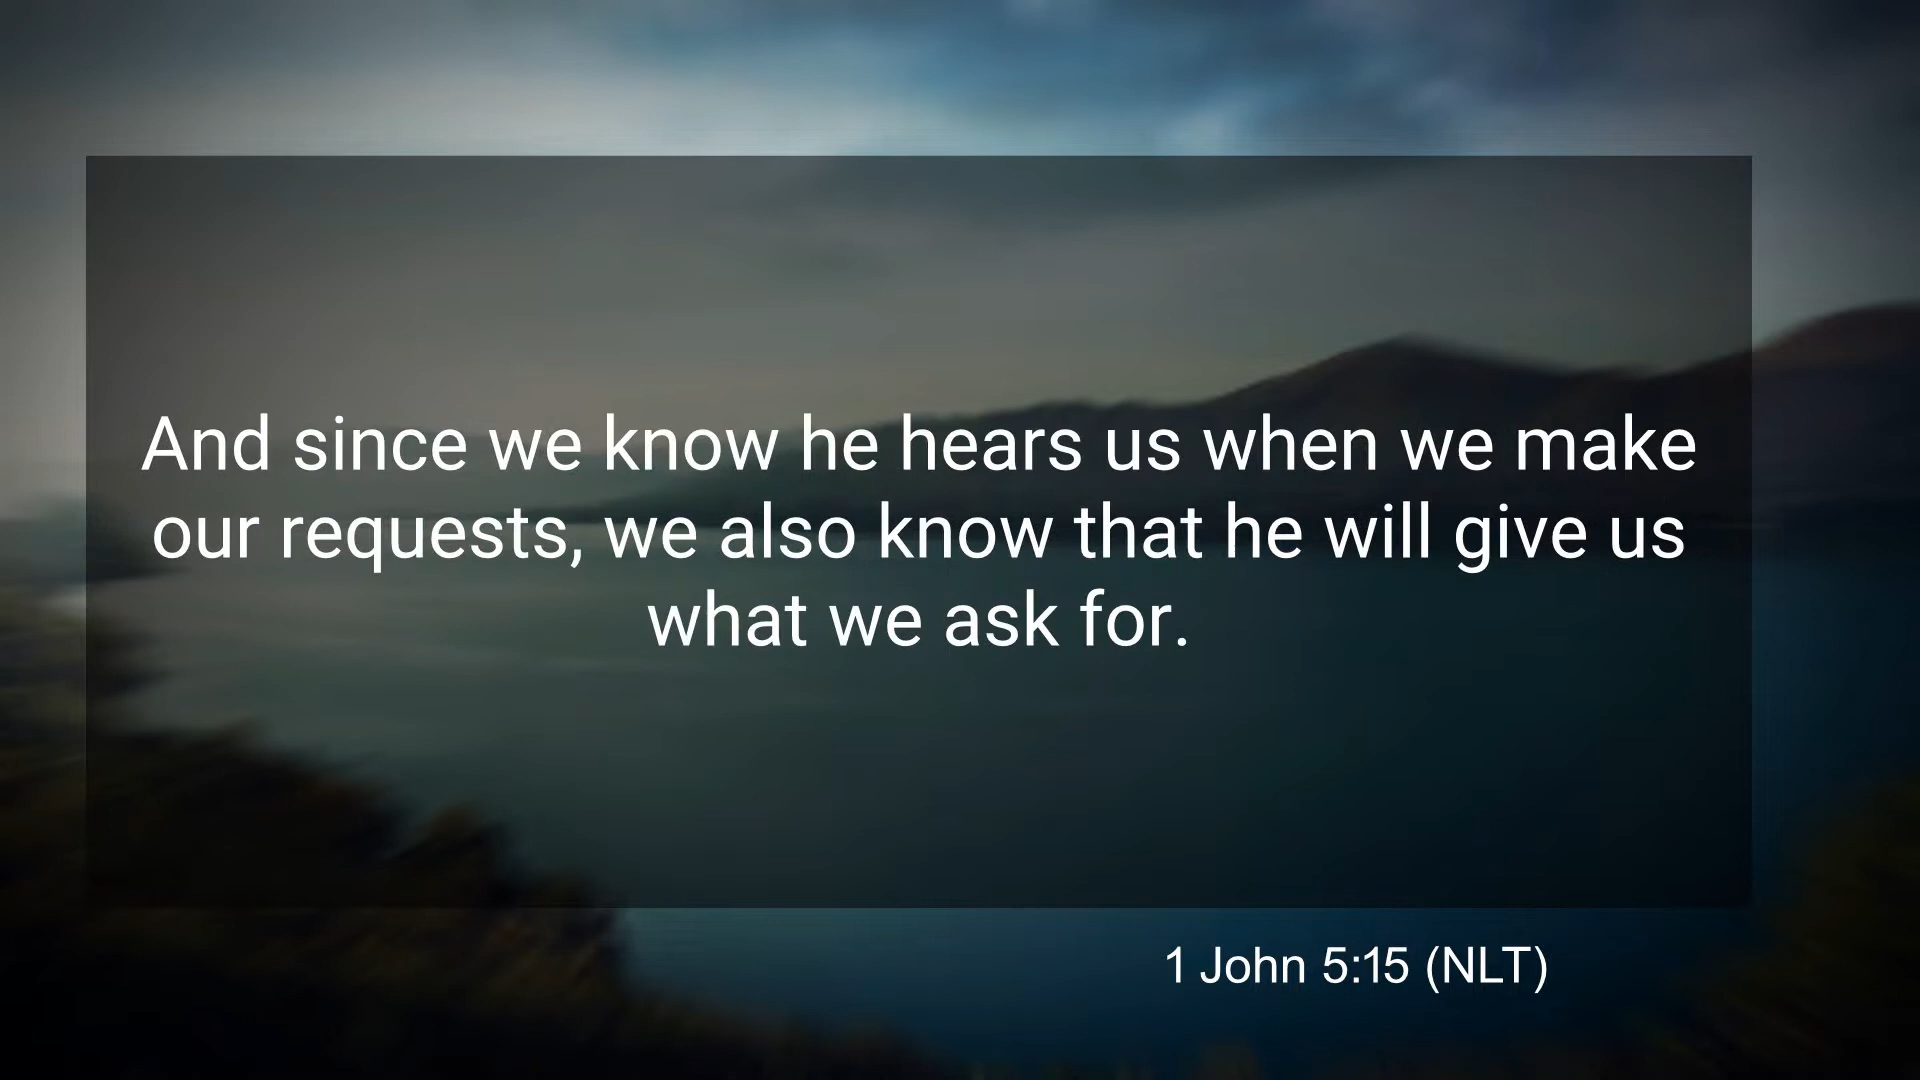 And since we know he hears us when we make
our requests, we also know that he will give us
what we ask for.
1 John 5:15 (NLT)